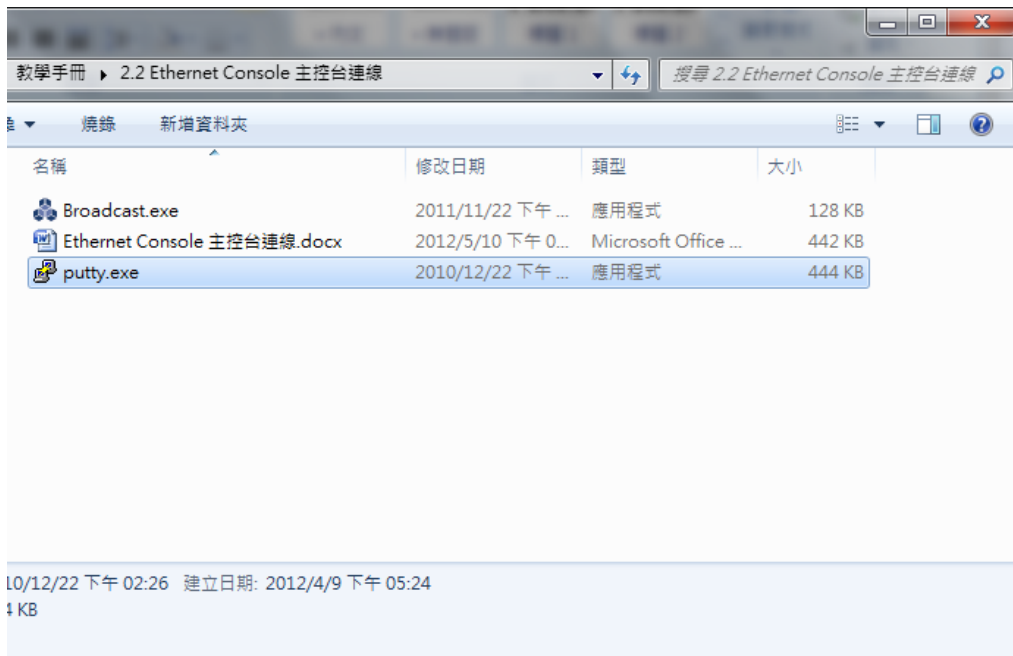 教學手冊 ▸ 2.2 Ethernet Console 主控台連線
搜尋 2.2 Ethernet Console 主控台連線
燒錄 新增資料夾
名稱 修改日期 類型 大小
Broadcast.exe 2011/11/22 下午 ... 應用程式 128 KB
Ethernet Console 主控台連線.docx 2012/5/10 下午 0... Microsoft Office ... 442 KB
putty.exe 2010/12/22 下午 ... 應用程式 444 KB
10/12/22 下午 02:26 建立日期: 2012/4/9 下午 05:24
4 KB